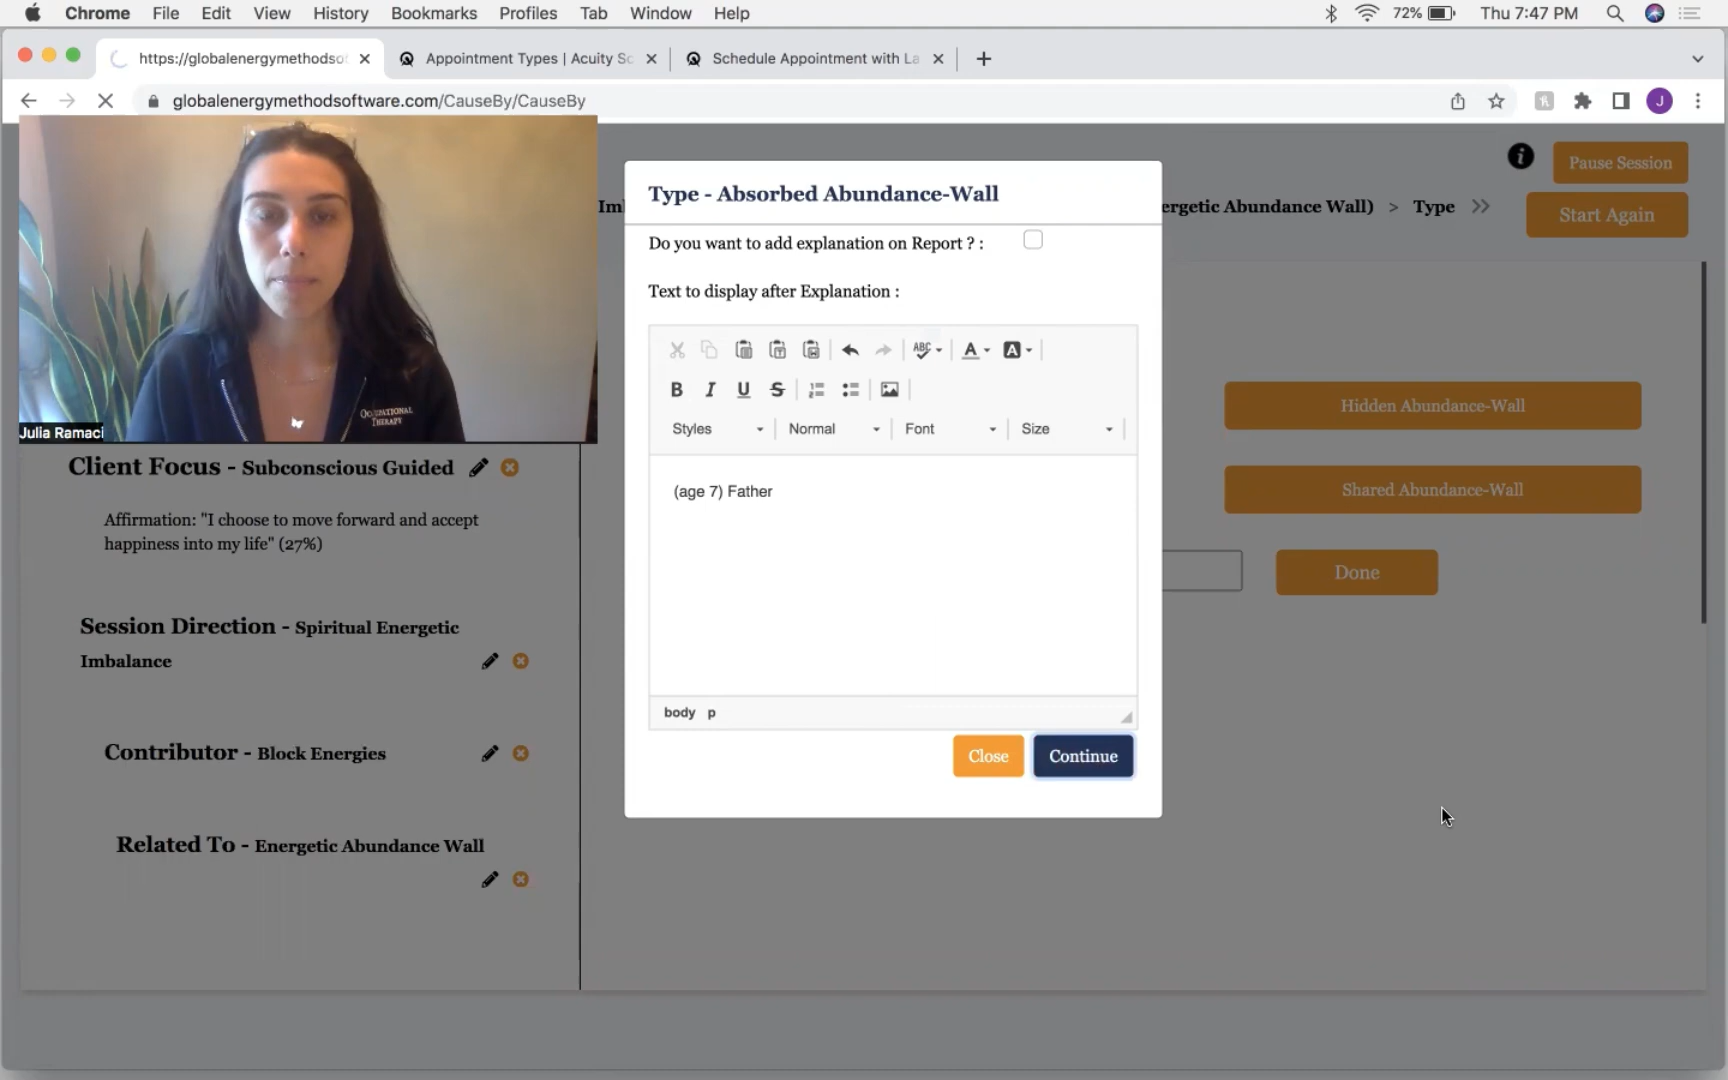 Chrome File Edit View History Bookmarks Profiles Tab Window Help 72% Thu 7:47 PM
https://globalenergymethodsof Appointment Types | Acuity Sc Schedule Appointment with La
globalenergymethodsoftware.com/CauseBy/CauseBy J
Pause Session
Im ergetic Abundance Wall) > Type >>
Start Again
Type - Absorbed Abundance-Wall
Do you want to add explanation on Report ? :
Text to display after Explanation :
ABC A A
B I U S
Styles Normal Font Size
(age 7) Father
body p
Close Continue
Hidden Abundance-Wall
Shared Abundance-Wall
Done
OCCUPATIONAL
THERAPY
Julia Ramaci
Client Focus - Subconscious Guided
Affirmation: "I choose to move forward and accept
happiness into my life" (27%)
Session Direction - Spiritual Energetic
Imbalance
Contributor - Block Energies
Related To - Energetic Abundance Wall